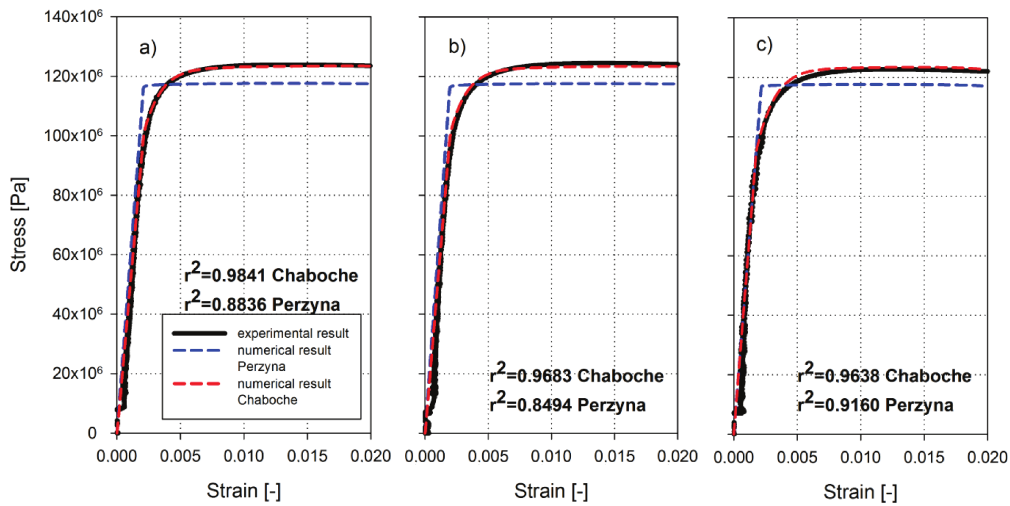 140x10⁶
120x10⁶
100x10⁶
80x10⁶
60x10⁶
40x10⁶
20x10⁶
0
Stress [Pa]
a)
r²=0.9841 Chaboche
r²=0.8836 Perzyna
experimental result
numerical result
Perzyna
numerical result
Chaboche
0.000 0.005 0.010 0.015 0.020
Strain [-]
b)
r²=0.9683 Chaboche
r²=0.8494 Perzyna
0.000 0.005 0.010 0.015 0.020
Strain [-]
c)
r²=0.9638 Chaboche
r²=0.9160 Perzyna
0.000 0.005 0.010 0.015 0.020
Strain [-]